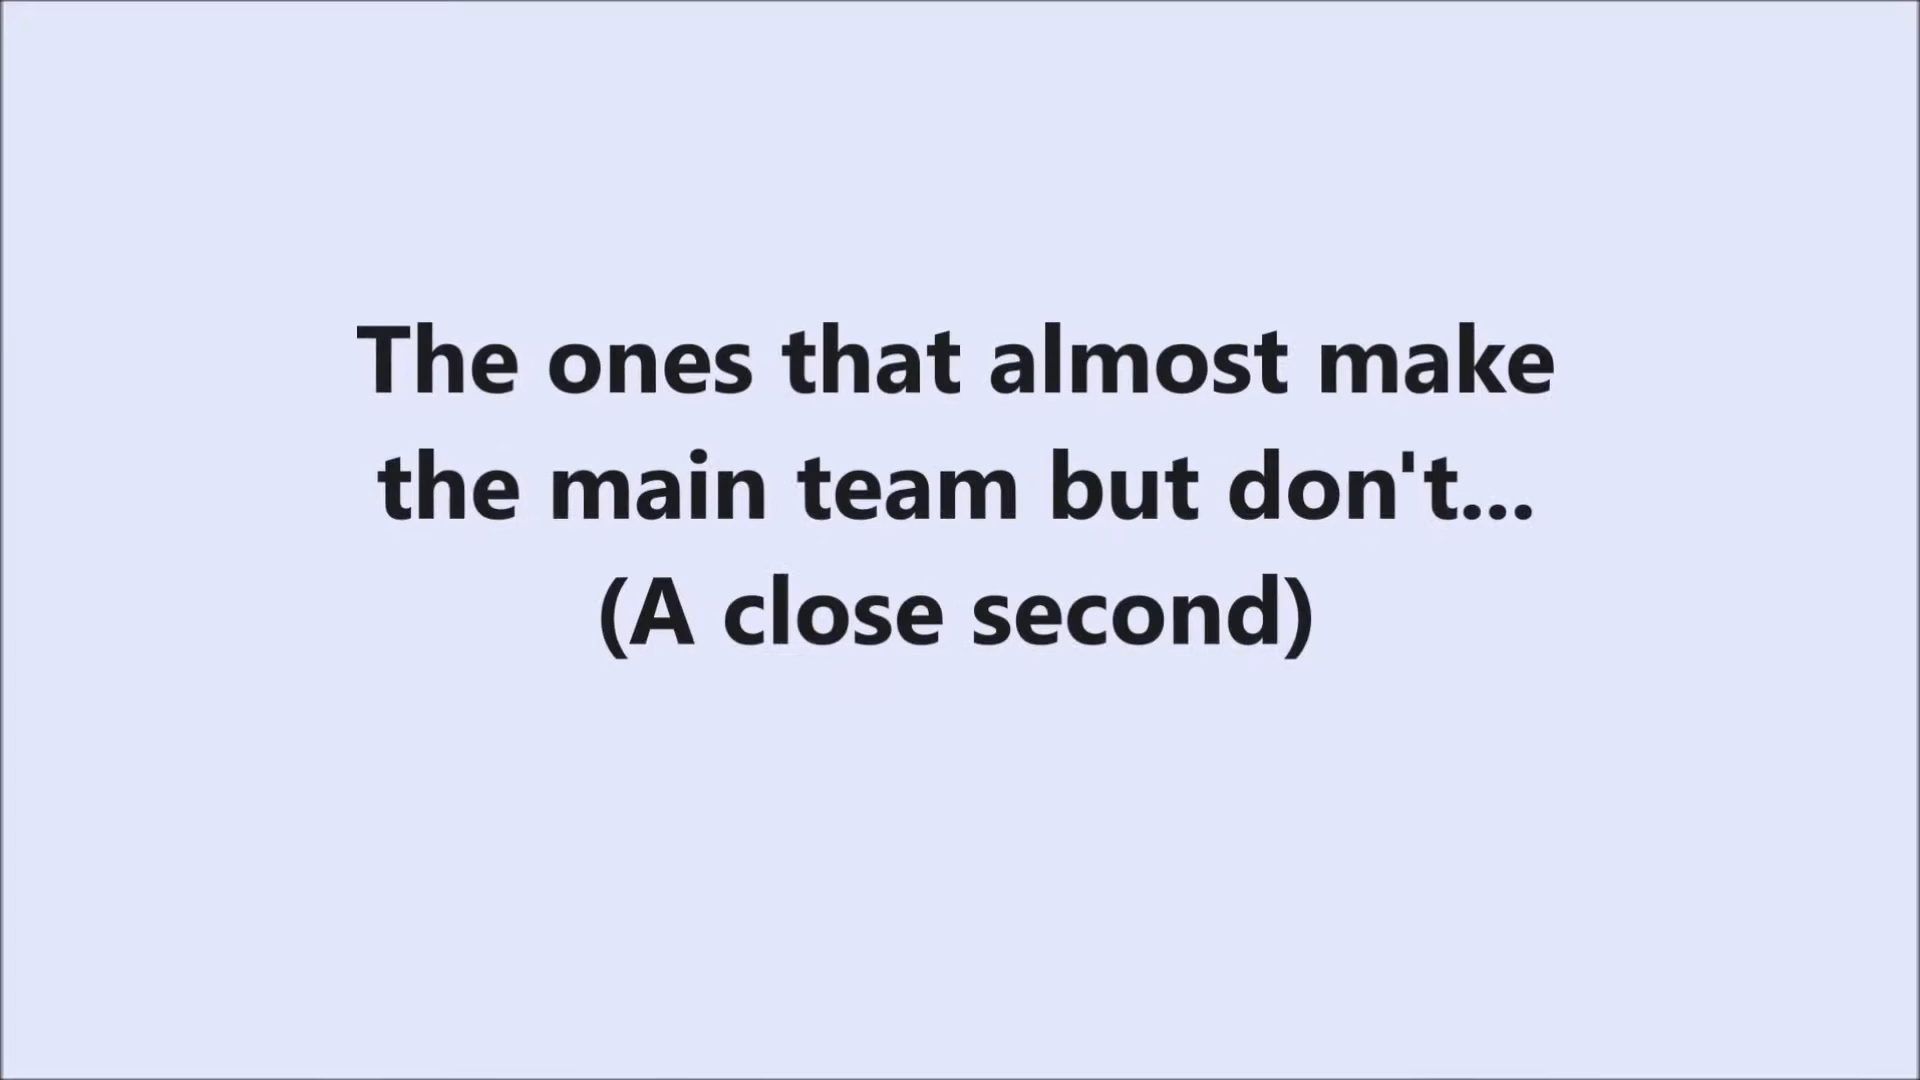 The ones that almost make
the main team but don't...
(A close second)